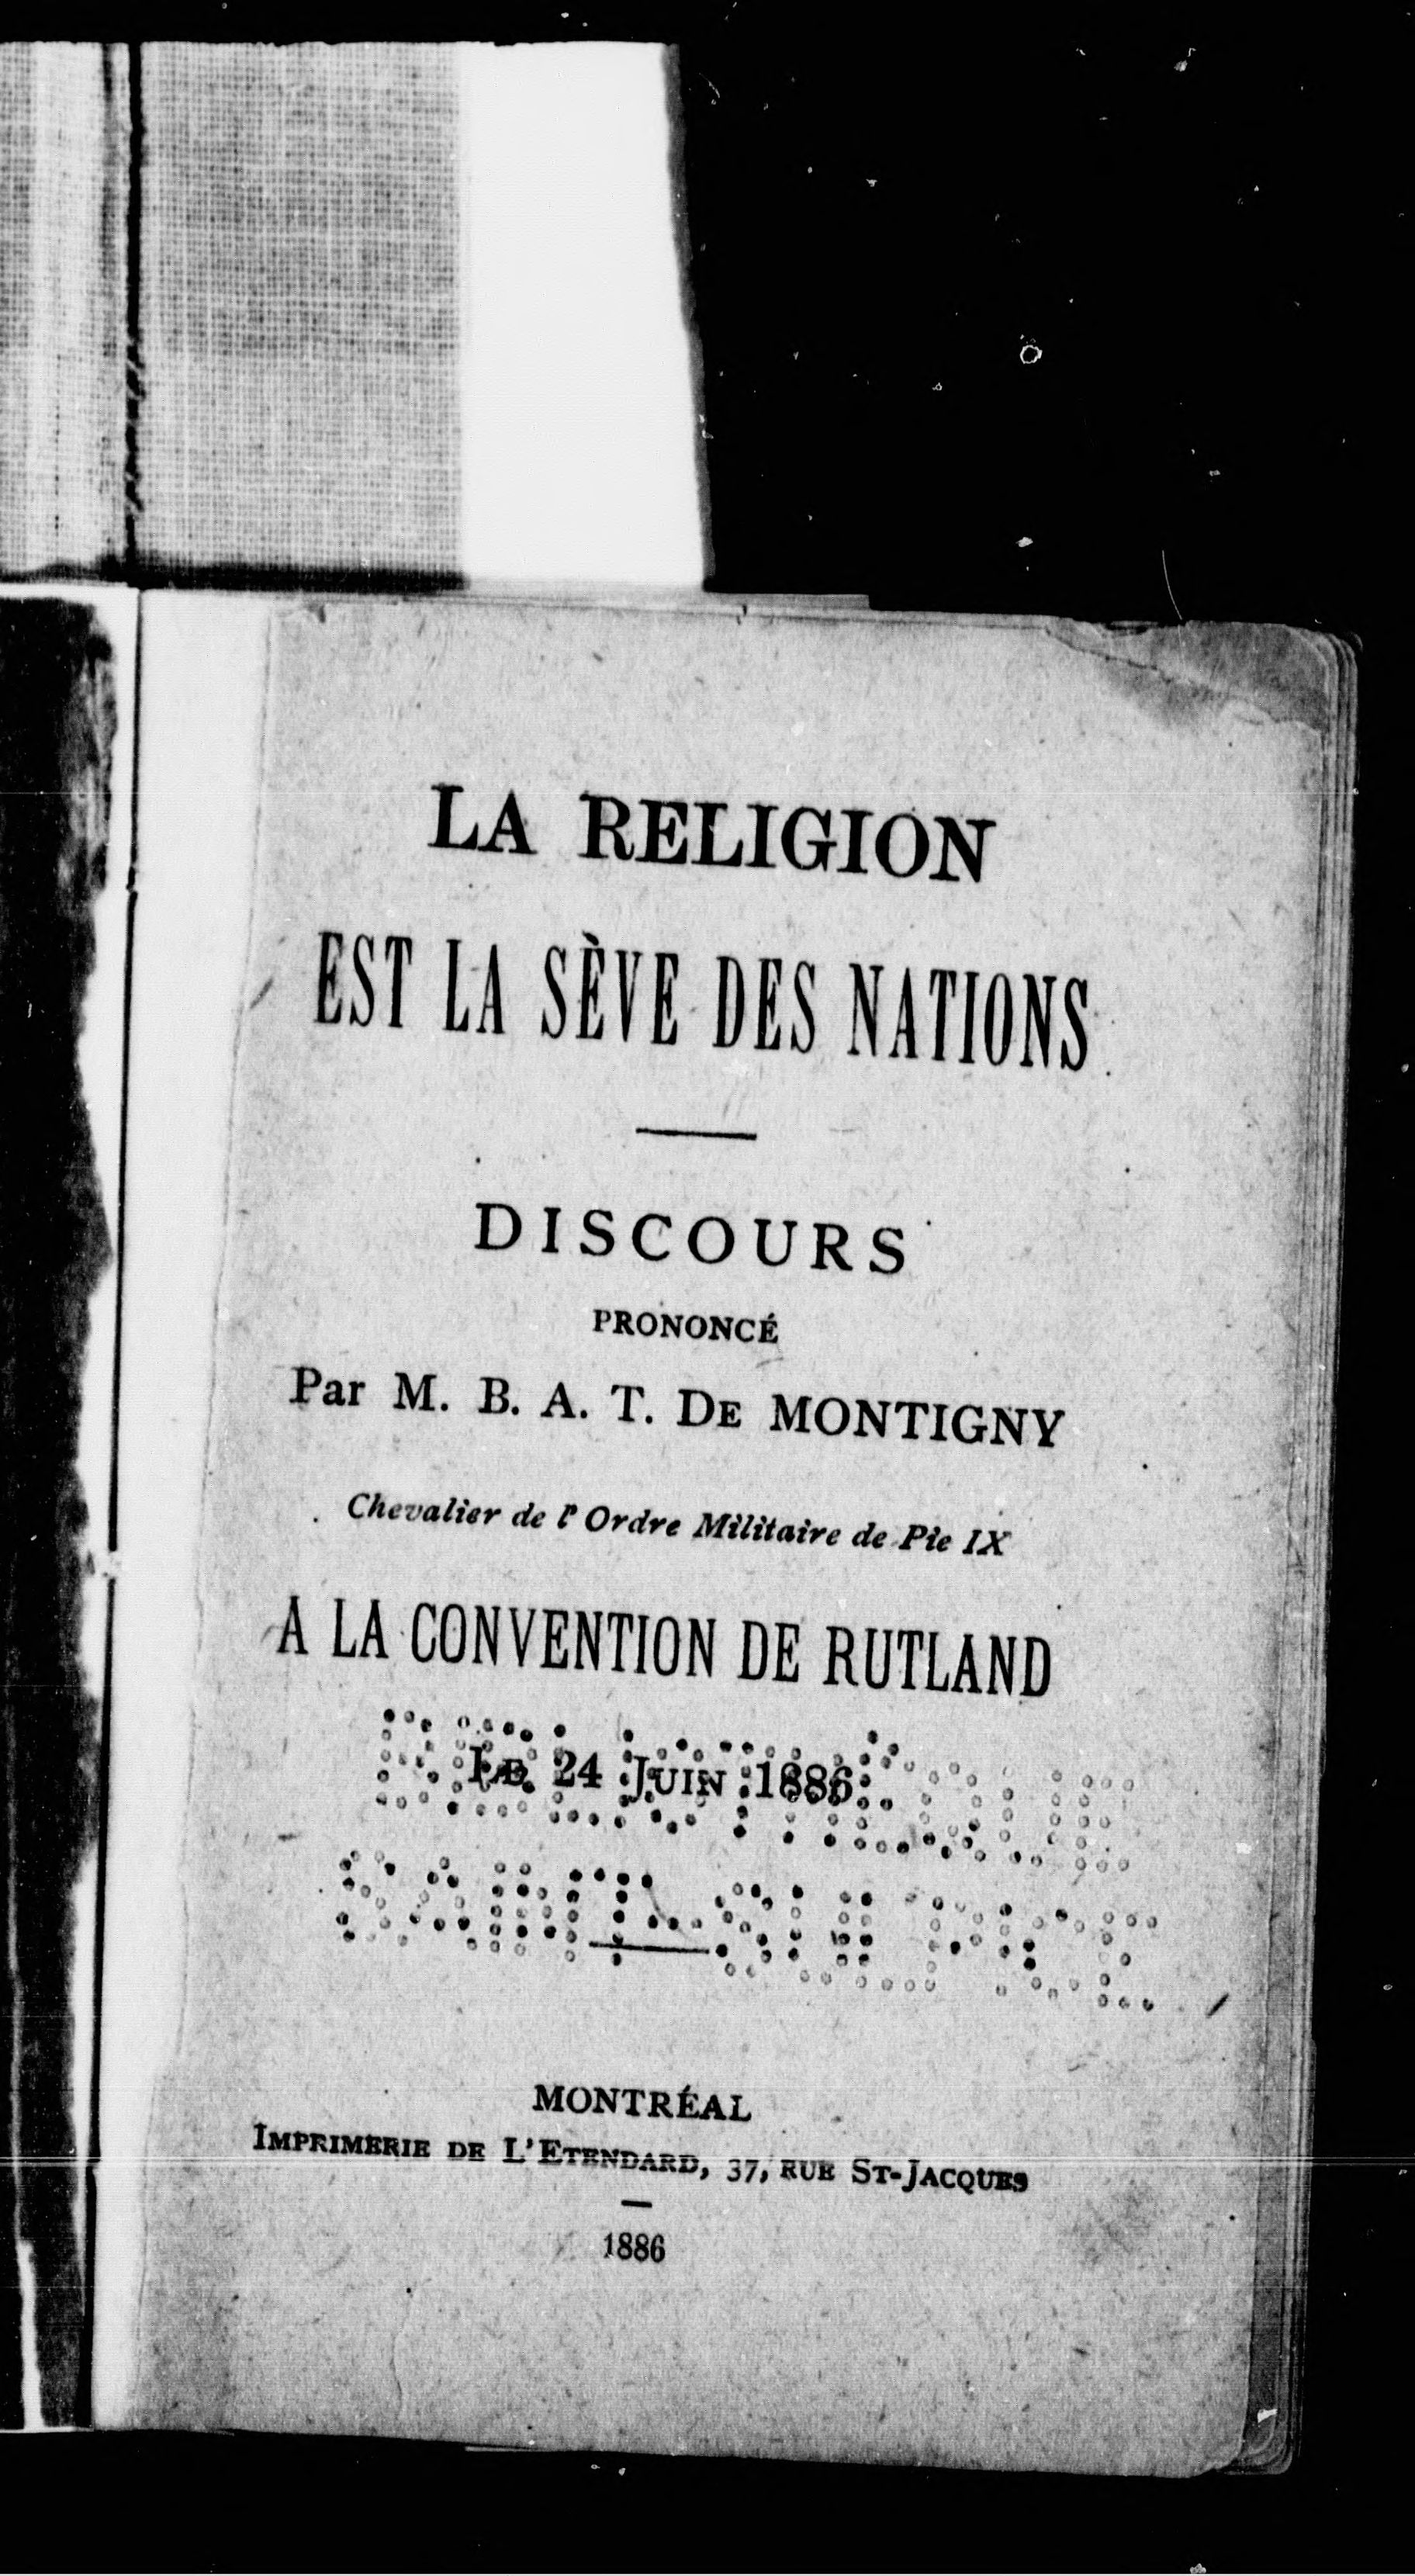 LA RELIGION
EST LA SÈVE DES NATIONS
DISCOURS
PRONONCÉ
Par M. B. A. T. DE MONTIGNY
Chevalier de l'Ordre Militaire de Pie IX
A LA CONVENTION DE RUTLAND
LE 24 JUIN 1886
MONTRÉAL
IMPRIMERIE DE L'ETENDARD, 37, RUE ST-JACQUES
1886